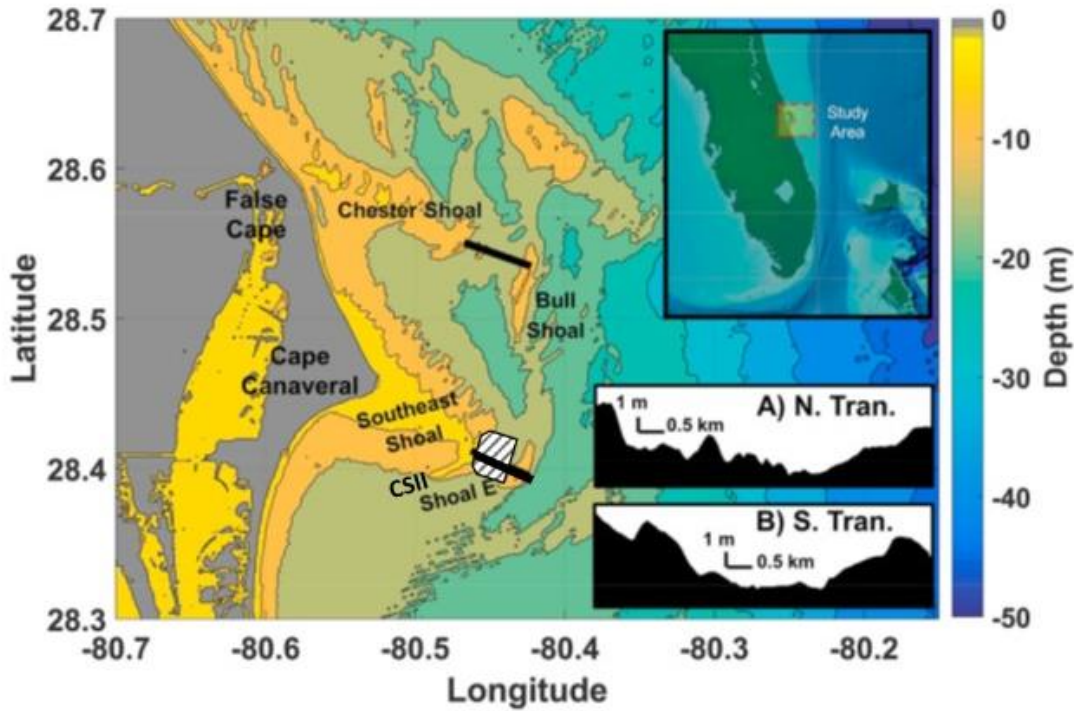 28.7
28.6
28.5
28.4
28.3
Latitude
-80.7
-80.6
-80.5
-80.4
-80.3
-80.2
Longitude
0
-10
-20
-30
-40
-50
Depth (m)
False
Cape
Chester Shoal
Bull
Shoal
Cape
Canaveral
Southeast
Shoal
CSII
Shoal E
Study
Area
A) N. Tran.
1 m
0.5 km
B) S. Tran.
1 m
0.5 km